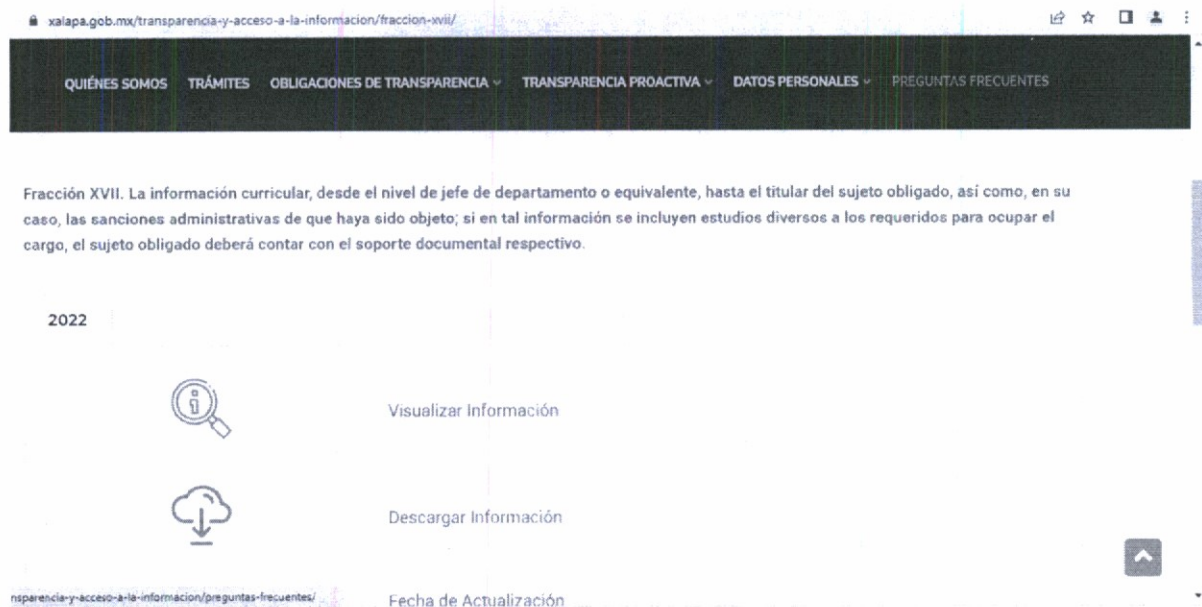 xalapa.gob.mx/transparencia-y-acceso-a-la-informacion/fraccion-xvii/
QUIÉNES SOMOS TRÁMITES OBLIGACIONES DE TRANSPARENCIA TRANSPARENCIA PROACTIVA DATOS PERSONALES PREGUNTAS FRECUENTES
Fracción XVII. La información curricular, desde el nivel de jefe de departamento o equivalente, hasta el titular del sujeto obligado, así como, en su
caso, las sanciones administrativas de que haya sido objeto; si en tal información se incluyen estudios diversos a los requeridos para ocupar el
cargo, el sujeto obligado deberá contar con el soporte documental respectivo.
2022
Visualizar Información
Descargar Información
Fecha de Actualización
nsparencia-y-acceso-a-la-informacion/preguntas-frecuentes/